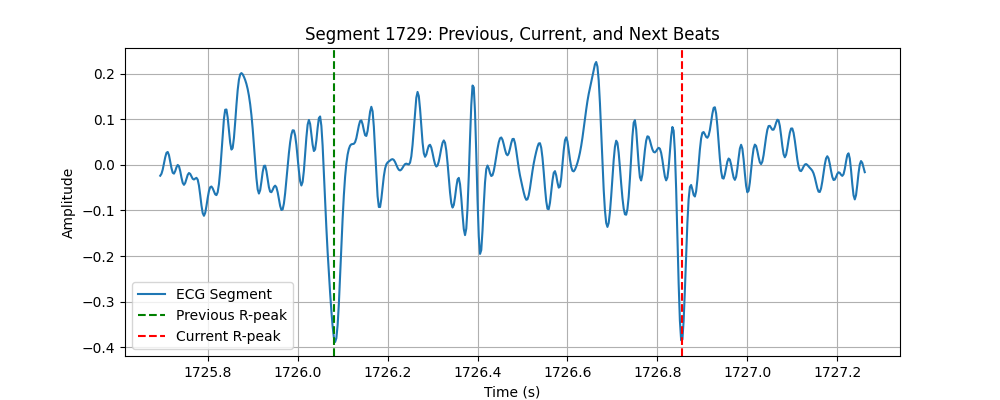 Segment 1729: Previous, Current, and Next Beats
Amplitude
0.2
0.1
0.0
−0.1
−0.2
−0.3
−0.4
ECG Segment
Previous R-peak
Current R-peak
1725.8 1726.0 1726.2 1726.4 1726.6 1726.8 1727.0 1727.2
Time (s)